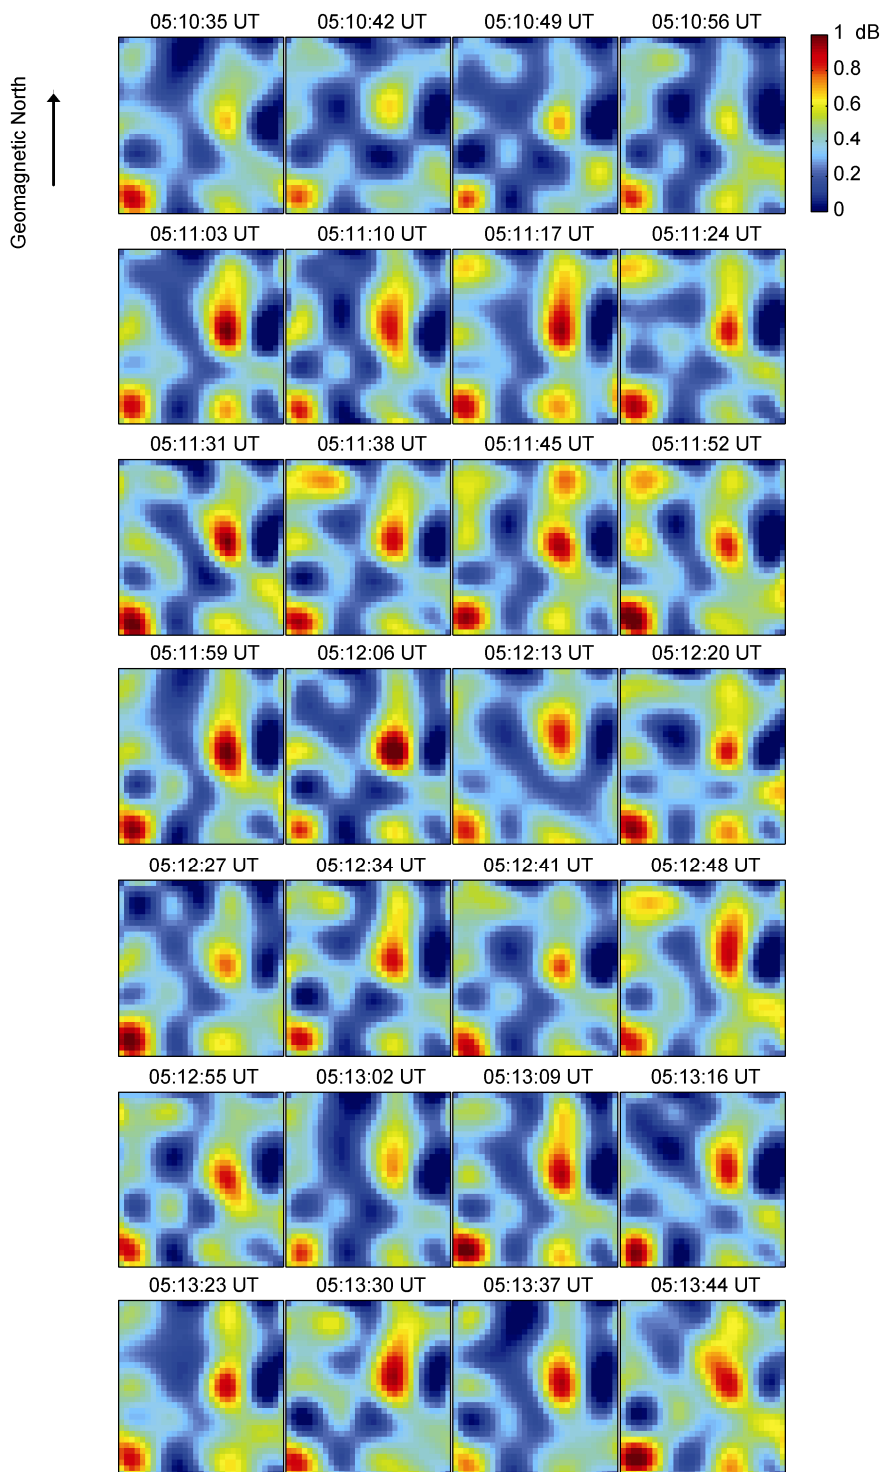 05:10:35 UT 05:10:42 UT 05:10:49 UT 05:10:56 UT
1 dB
0.8
0.6
0.4
0.2
0
Geomagnetic North
05:11:03 UT 05:11:10 UT 05:11:17 UT 05:11:24 UT
05:11:31 UT 05:11:38 UT 05:11:45 UT 05:11:52 UT
05:11:59 UT 05:12:06 UT 05:12:13 UT 05:12:20 UT
05:12:27 UT 05:12:34 UT 05:12:41 UT 05:12:48 UT
05:12:55 UT 05:13:02 UT 05:13:09 UT 05:13:16 UT
05:13:23 UT 05:13:30 UT 05:13:37 UT 05:13:44 UT